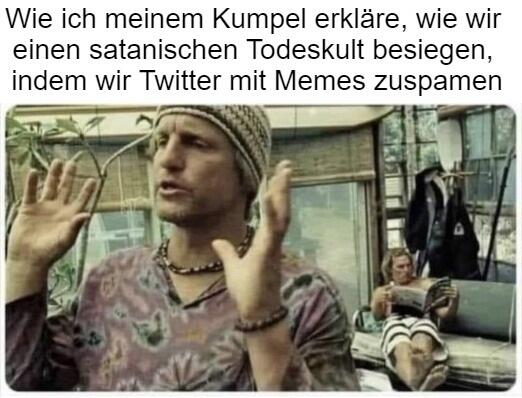 Wie ich meinem Kumpel erkläre, wie wir
einen satanischen Todeskult besiegen,
indem wir Twitter mit Memes zuspamen